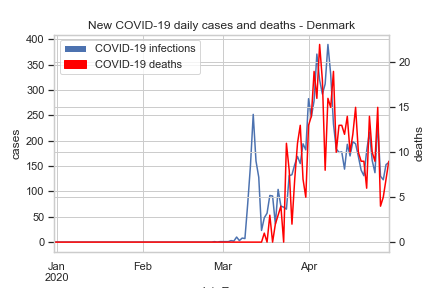 New COVID-19 daily cases and deaths - Denmark
COVID-19 infections
COVID-19 deaths
400
350
300
250
200
150
100
50
0
cases
20
15
10
5
0
deaths
Jan
2020
Feb
Mar
Apr